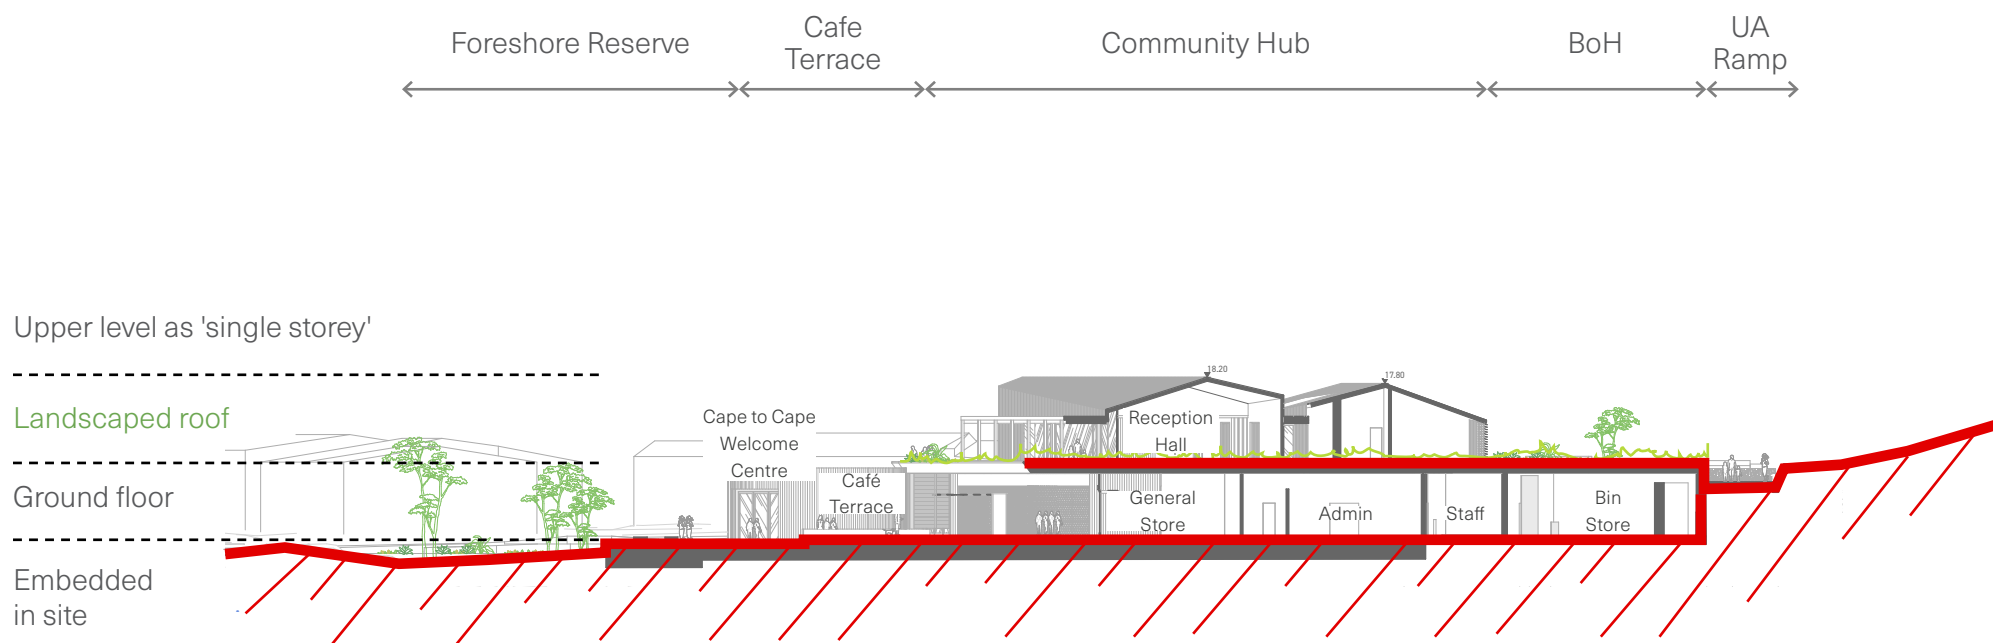 Foreshore Reserve
Cafe
Terrace
Community Hub
BoH
UA
Ramp
Upper level as 'single storey'
Landscaped roof
Ground floor
Embedded
in site
18.20
17.80
Cape to Cape
Welcome
Centre
Reception
Hall
Café
Terrace
General
Store
Admin
Staff
Bin
Store